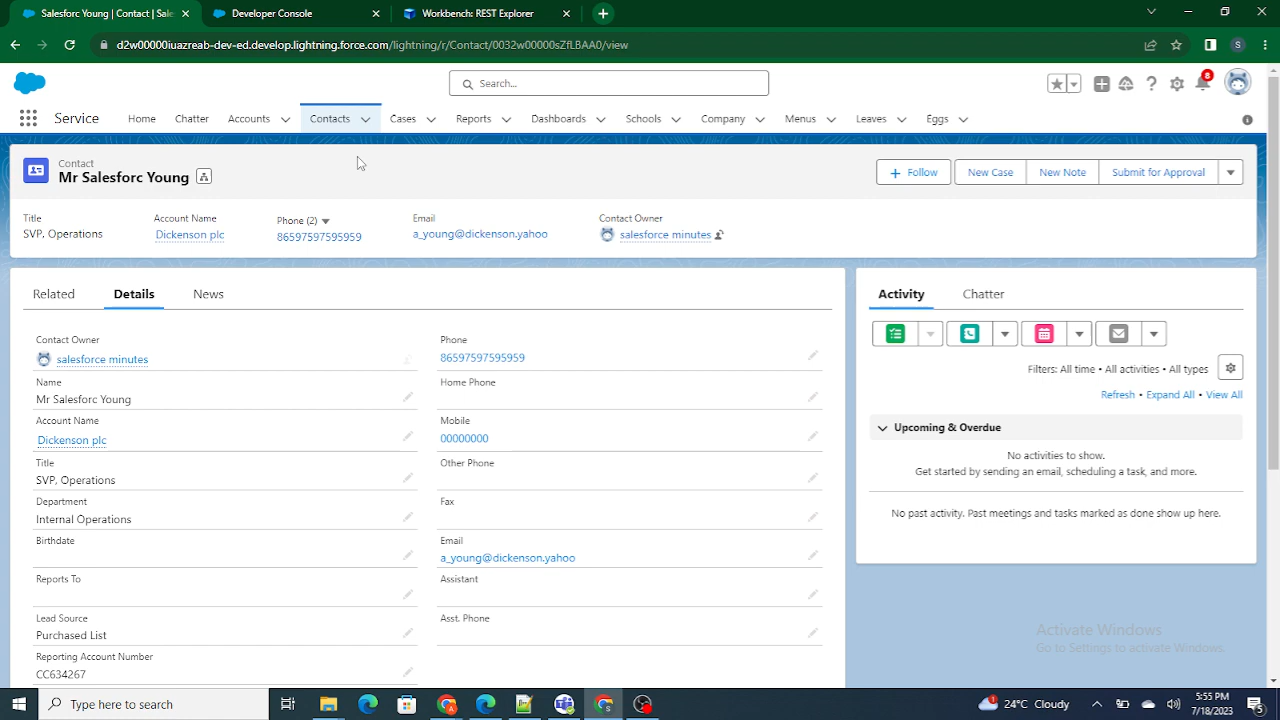 Salesforc Young | Contact | Sales
Developer Console
Workbench: REST Explorer
d2w00000iuazreab-dev-ed.develop.lightning.force.com/lightning/r/Contact/0032w00000sZfLBAA0/view
S
Search...
8
Service
Home
Chatter
Accounts
Contacts
Cases
Reports
Dashboards
Schools
Company
Menus
Leaves
Eggs
Contact
Mr Salesforc Young
Follow
New Case
New Note
Submit for Approval
Title
SVP, Operations
Account Name
Dickenson plc
Phone (2)
86597597595959
Email
a_young@dickenson.yahoo
Contact Owner
salesforce minutes
Related
Details
News
Contact Owner
salesforce minutes
Name
Mr Salesforc Young
Account Name
Dickenson plc
Title
SVP, Operations
Department
Internal Operations
Birthdate
Reports To
Lead Source
Purchased List
Reporting Account Number
CC634267
Phone
86597597595959
Home Phone
Mobile
00000000
Other Phone
Fax
Email
a_young@dickenson.yahoo
Assistant
Asst. Phone
Activity
Chatter
Filters: All time • All activities • All types
Refresh • Expand All • View All
Upcoming & Overdue
No activities to show.
Get started by sending an email, scheduling a task, and more.
No past activity. Past meetings and tasks marked as done show up here.
Activate Windows
Go to Settings to activate Windows.
Type here to search
24°C Cloudy
5:55 PM
7/18/2023